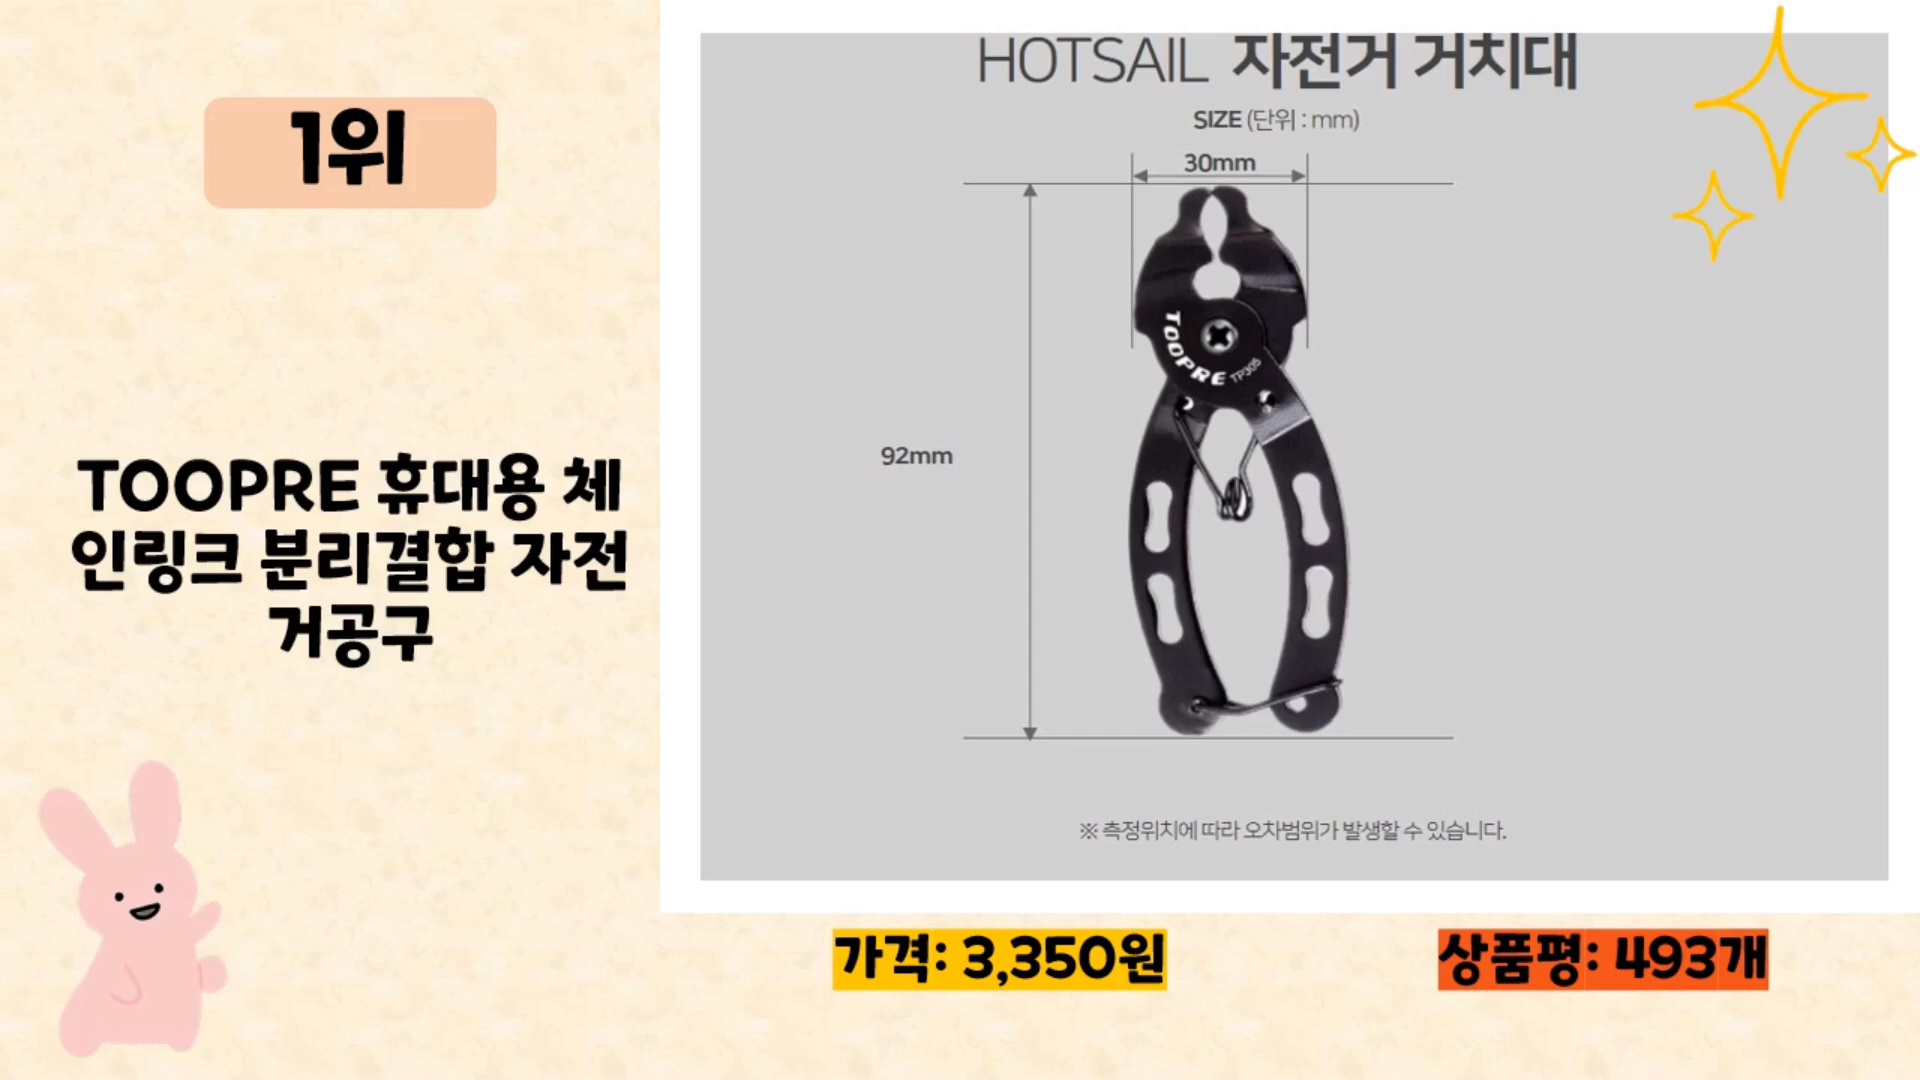 1위
TOOPRE 휴대용 체
인링크 분리결합 자전
거공구
HOTSAIL 자전거 거치대
SIZE (단위 : mm)
30mm
92mm
TOOPRE TP305
※ 측정위치에 따라 오차범위가 발생할 수 있습니다.
가격: 3,350원
상품평: 493개